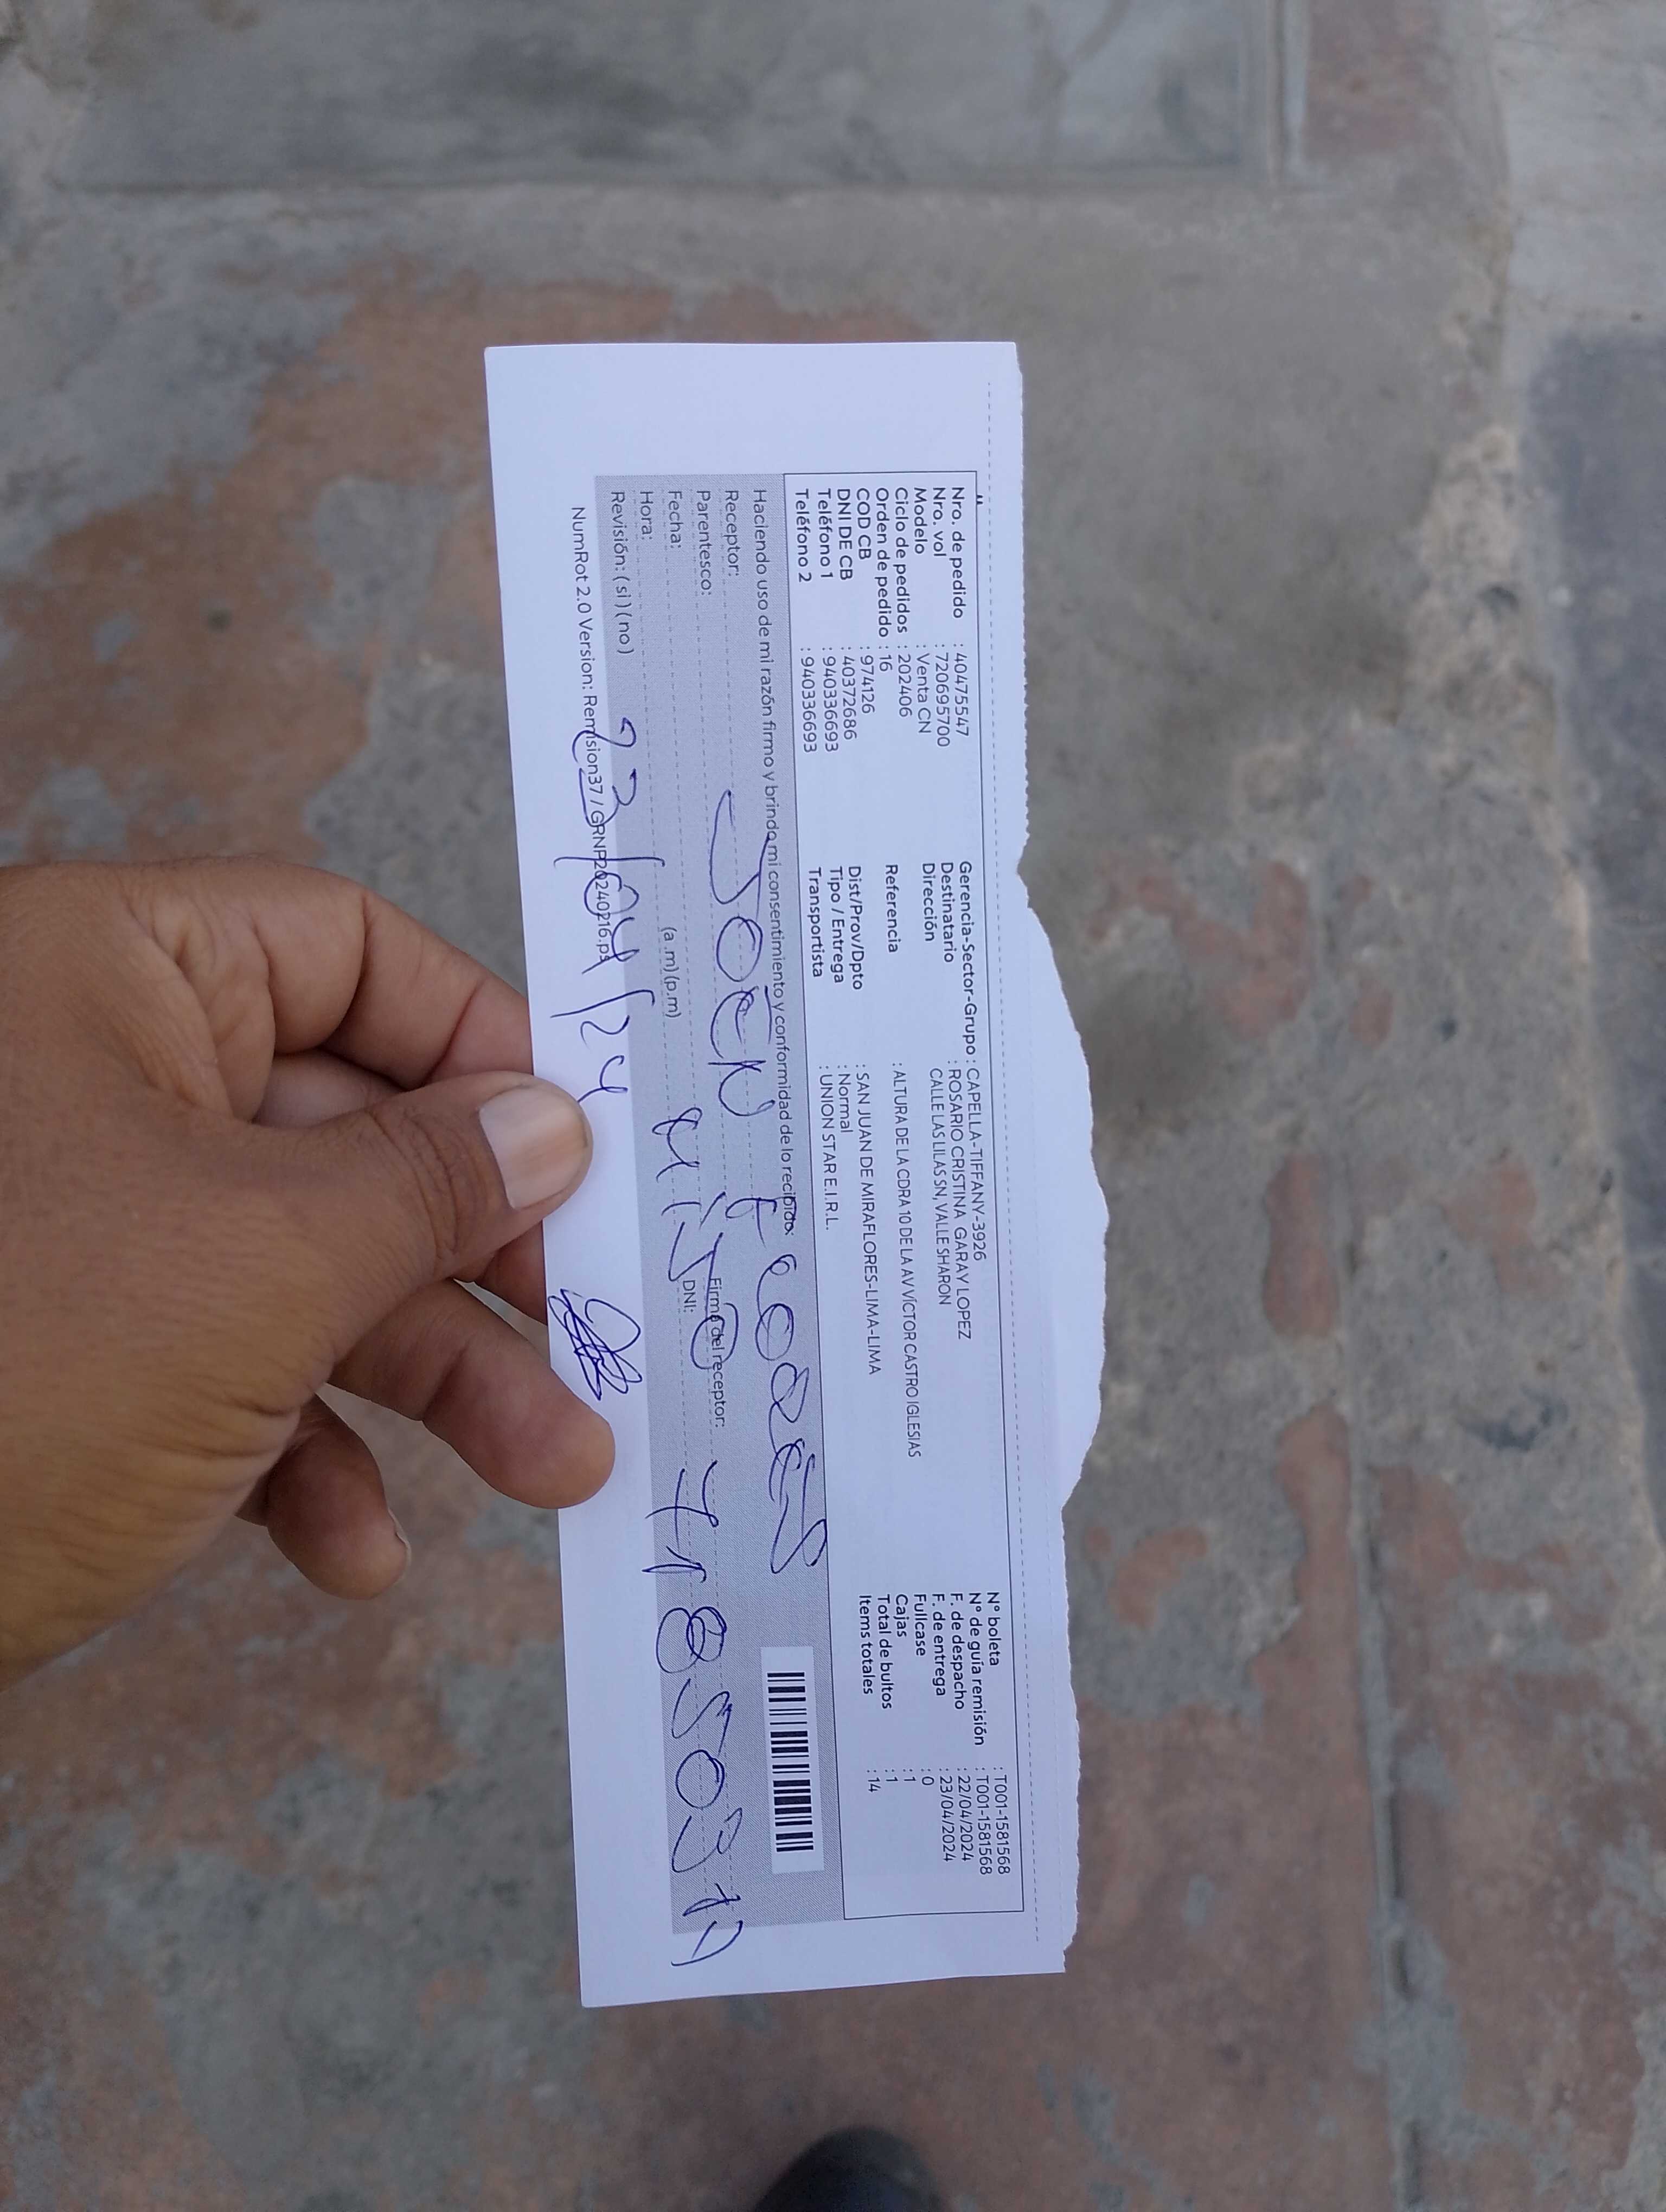 Nro. de pedido : 40475547
Nro. vol : 720695700
Modelo : Venta CN
Ciclo de pedidos : 202406
Orden de pedido : 16
COD CB : 974126
DNI DE CB : 40372686
Teléfono 1 : 940336693
Teléfono 2 : 940336693
Gerencia-Sector-Grupo : CAPELLA-TIFFANY-3926
Destinatario : ROSARIO CRISTINA GARAY LOPEZ
Dirección CALLE LAS LILAS SN, VALLE SHARON
Referencia : ALTURA DE LA CDRA 10 DE LA AV VÍCTOR CASTRO IGLESIAS
Dist/Prov/Dpto : SAN JUAN DE MIRAFLORES-LIMA-LIMA
Tipo / Entrega : Normal
Transportista : UNION STAR E.I.R.L.
N° boleta : T001-1581568
N° de guía remisión : T001-1581568
F. de despacho : 22/04/2024
F. de entrega : 23/04/2024
Fullcase : 0
Cajas : 1
Total de bultos : 1
Items totales : 14
Haciendo uso de mi razón firmo y brindo mi consentimiento y conformidad de lo recibido:
Receptor:
Parentesco:
Firma del receptor:
Fecha:
DNI:
Hora: (a .m) (p.m)
Revisión: ( si ) ( no )
23/04/24
NumRot 2.0 Version: Remision37 / GRNP20240216.ps